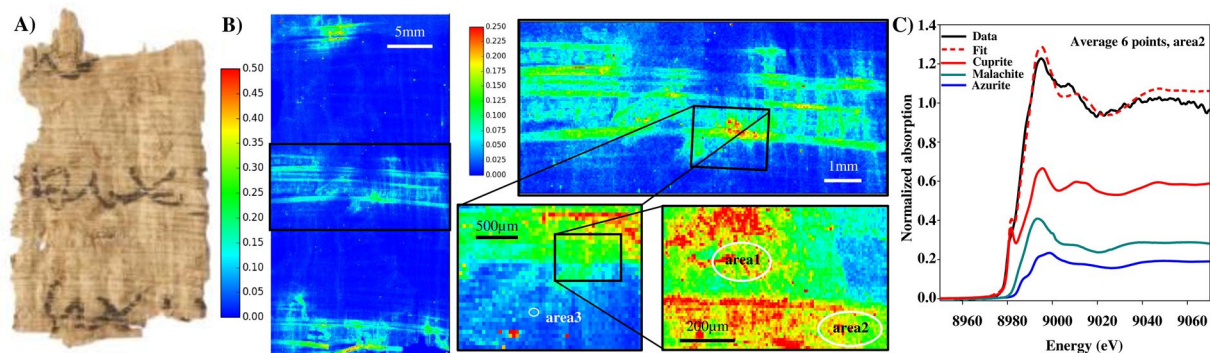 A)
B)
5mm
0.50
0.45
0.40
0.35
0.30
0.25
0.20
0.15
0.10
0.05
0.00
0.250
0.225
0.200
0.175
0.150
0.125
0.100
0.075
0.050
0.025
0.000
1mm
500μm
area3
area1
area2
200μm
C)
1.4
1.2
1.0
0.8
0.6
0.4
0.2
0.0
Normalized absorption
Data
Fit
Cuprite
Malachite
Azurite
Average 6 points, area2
8960 8980 9000 9020 9040 9060
Energy (eV)